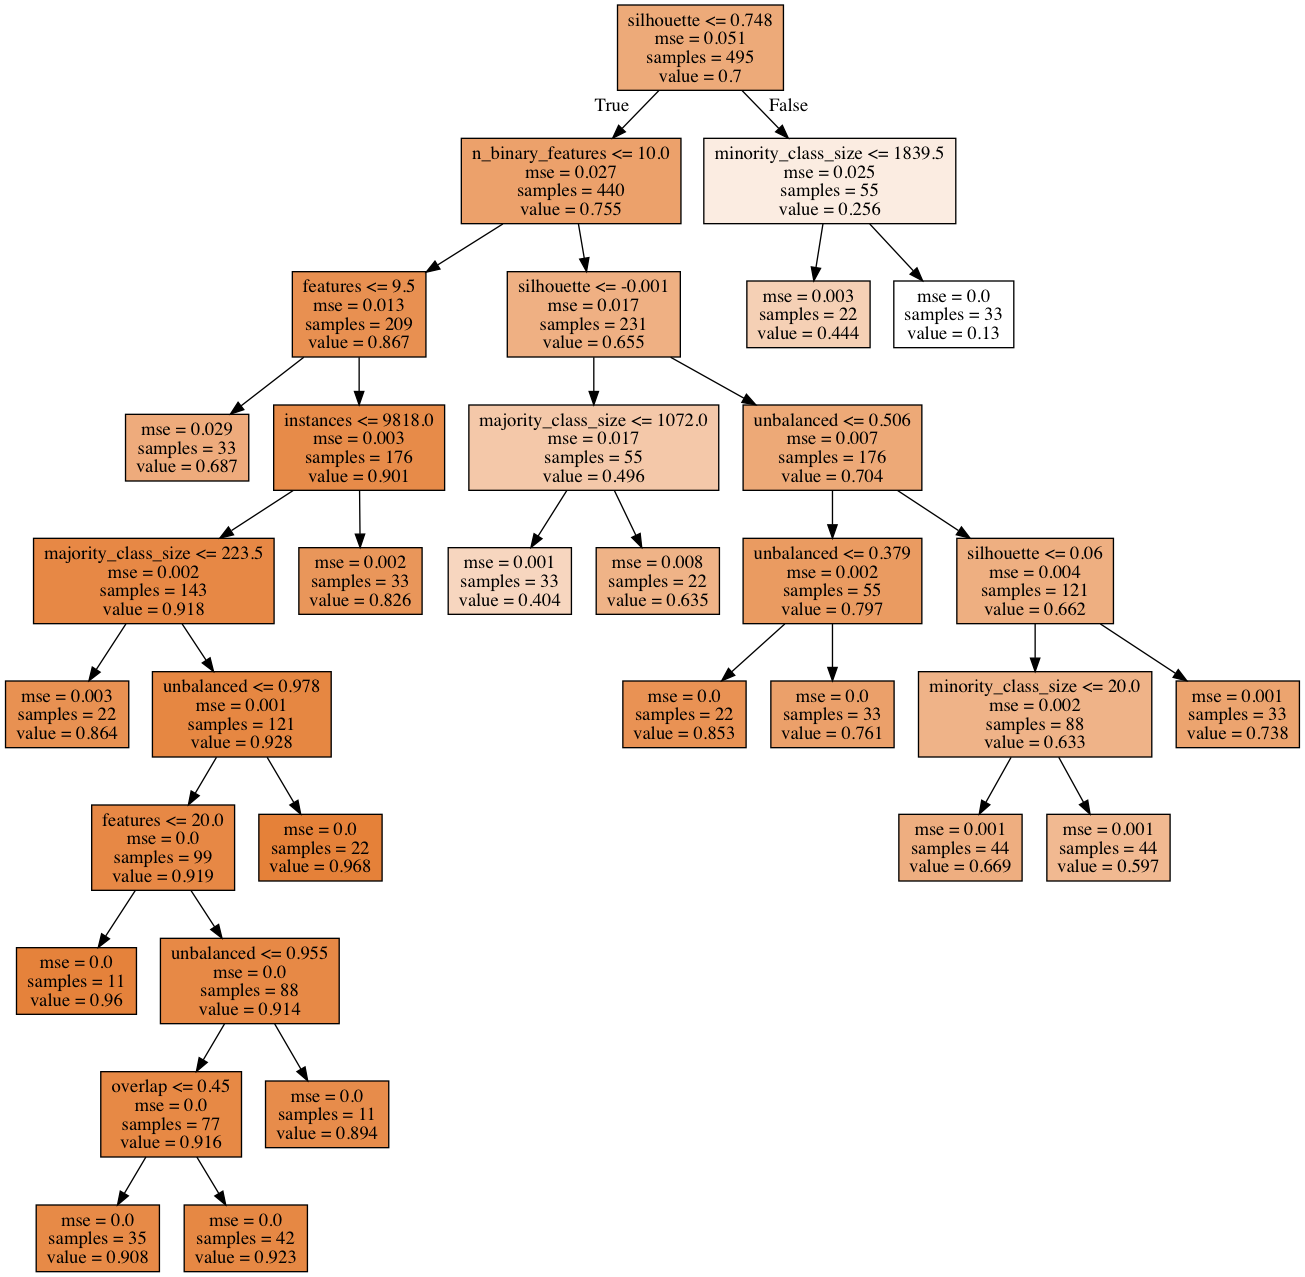 silhouette <= 0.748
mse = 0.051
samples = 495
value = 0.7
True
False
n_binary_features <= 10.0
mse = 0.027
samples = 440
value = 0.755
minority_class_size <= 1839.5
mse = 0.025
samples = 55
value = 0.256
features <= 9.5
mse = 0.013
samples = 209
value = 0.867
silhouette <= -0.001
mse = 0.017
samples = 231
value = 0.655
mse = 0.003
samples = 22
value = 0.444
mse = 0.0
samples = 33
value = 0.13
mse = 0.029
samples = 33
value = 0.687
instances <= 9818.0
mse = 0.003
samples = 176
value = 0.901
majority_class_size <= 1072.0
mse = 0.017
samples = 55
value = 0.496
unbalanced <= 0.506
mse = 0.007
samples = 176
value = 0.704
majority_class_size <= 223.5
mse = 0.002
samples = 143
value = 0.918
mse = 0.002
samples = 33
value = 0.826
mse = 0.001
samples = 33
value = 0.404
mse = 0.008
samples = 22
value = 0.635
unbalanced <= 0.379
mse = 0.002
samples = 55
value = 0.797
silhouette <= 0.06
mse = 0.004
samples = 121
value = 0.662
mse = 0.003
samples = 22
value = 0.864
unbalanced <= 0.978
mse = 0.001
samples = 121
value = 0.928
mse = 0.0
samples = 22
value = 0.853
mse = 0.0
samples = 33
value = 0.761
minority_class_size <= 20.0
mse = 0.002
samples = 88
value = 0.633
mse = 0.001
samples = 33
value = 0.738
features <= 20.0
mse = 0.0
samples = 99
value = 0.919
mse = 0.0
samples = 22
value = 0.968
mse = 0.001
samples = 44
value = 0.669
mse = 0.001
samples = 44
value = 0.597
mse = 0.0
samples = 11
value = 0.96
unbalanced <= 0.955
mse = 0.0
samples = 88
value = 0.914
overlap <= 0.45
mse = 0.0
samples = 77
value = 0.916
mse = 0.0
samples = 11
value = 0.894
mse = 0.0
samples = 35
value = 0.908
mse = 0.0
samples = 42
value = 0.923